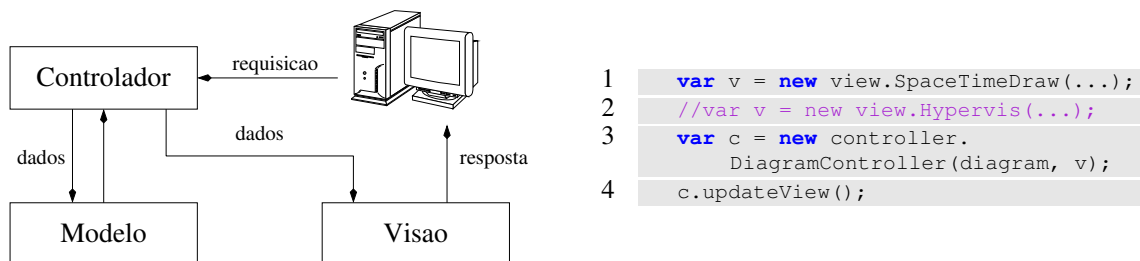 requisicao
Controlador
dados
dados
resposta
Modelo
Visao
1 var v = new view.SpaceTimeDraw(...);
2 //var v = new view.Hypervis(...);
3 var c = new controller.
DiagramController(diagram, v);
4 c.updateView();